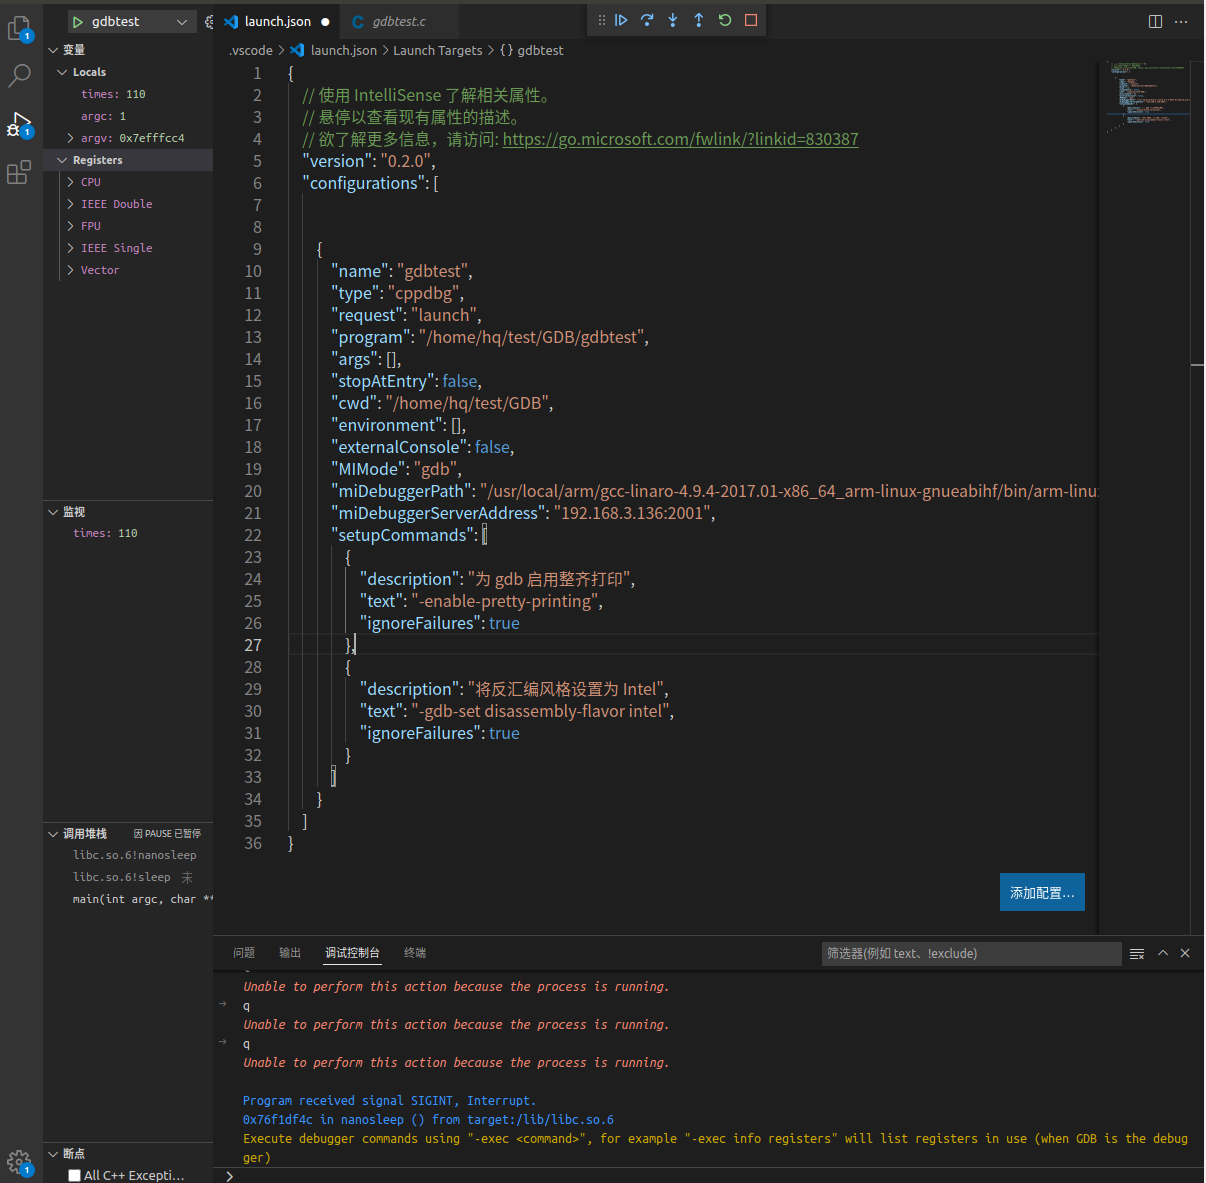 gdbtest
launch.json
gdbtest.c
.vscode > launch.json > Launch Targets > {} gdbtest
变量
Locals
times: 110
argc: 1
argv: 0x7efffcc4
Registers
CPU
IEEE Double
FPU
IEEE Single
Vector
监视
times: 110
调用堆栈
因 PAUSE 已暂停
libc.so.6!nanosleep
libc.so.6!sleep 未
main(int argc, char **
断点
All C++ Excepti...
1 {
2 // 使用 IntelliSense 了解相关属性。
3 // 悬停以查看现有属性的描述。
4 // 欲了解更多信息，请访问: https://go.microsoft.com/fwlink/?linkid=830387
5 "version": "0.2.0",
6 "configurations": [
7
8
9 {
10 "name": "gdbtest",
11 "type": "cppdbg",
12 "request": "launch",
13 "program": "/home/hq/test/GDB/gdbtest",
14 "args": [],
15 "stopAtEntry": false,
16 "cwd": "/home/hq/test/GDB",
17 "environment": [],
18 "externalConsole": false,
19 "MIMode": "gdb",
20 "miDebuggerPath": "/usr/local/arm/gcc-linaro-4.9.4-2017.01-x86_64_arm-linux-gnueabihf/bin/arm-linu
21 "miDebuggerServerAddress": "192.168.3.136:2001",
22 "setupCommands": [
23 {
24 "description": "为 gdb 启用整齐打印",
25 "text": "-enable-pretty-printing",
26 "ignoreFailures": true
27 },
28 {
29 "description": "将反汇编风格设置为 Intel",
30 "text": "-gdb-set disassembly-flavor intel",
31 "ignoreFailures": true
32 }
33 ]
34 }
35 ]
36 }
添加配置...
问题 输出 调试控制台 终端
筛选器(例如 text、!exclude)
Unable to perform this action because the process is running.
q
Unable to perform this action because the process is running.
q
Unable to perform this action because the process is running.
Program received signal SIGINT, Interrupt.
0x76f1df4c in nanosleep () from target:/lib/libc.so.6
Execute debugger commands using "-exec <command>", for example "-exec info registers" will list registers in use (when GDB is the debug
ger)
1
1
1